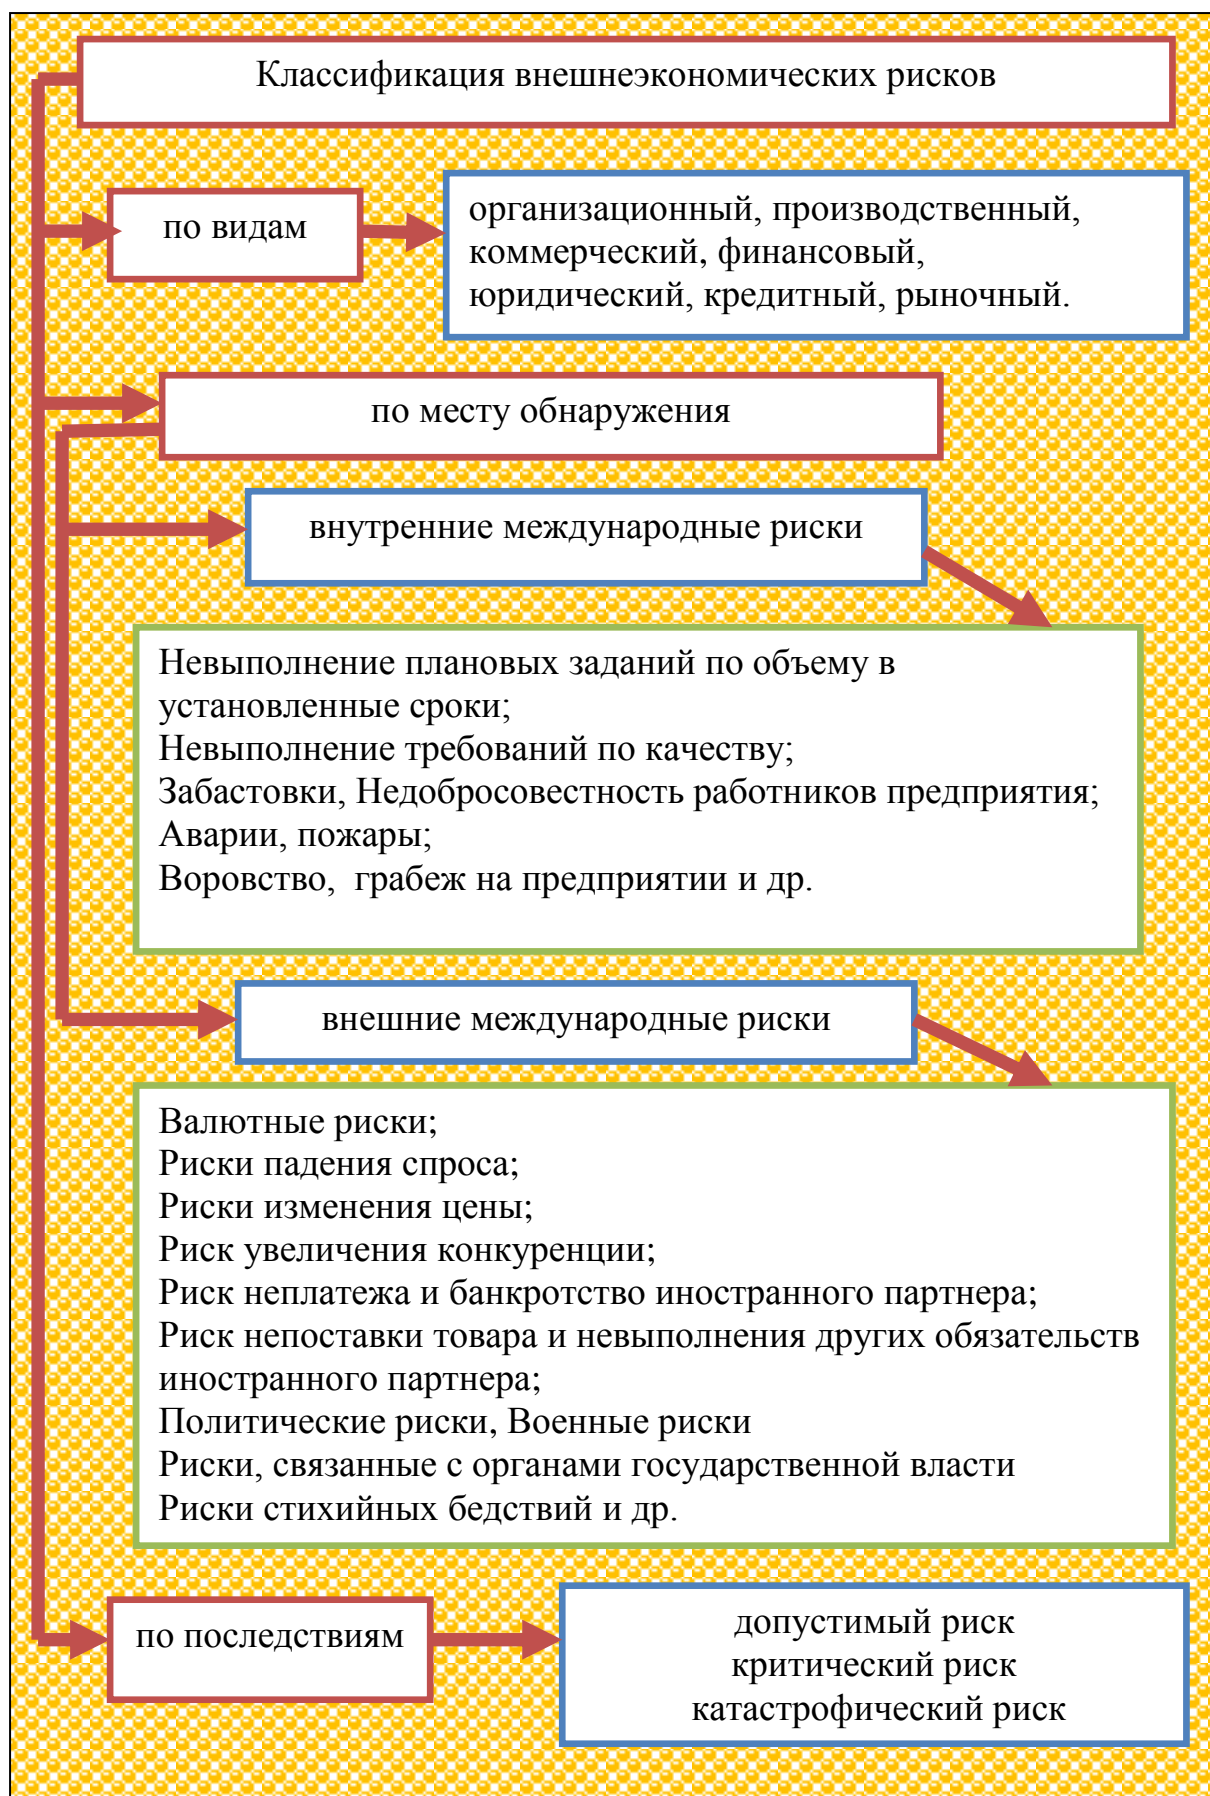 Классификация внешнеэкономических рисков
по видам
организационный, производственный,
коммерческий, финансовый,
юридический, кредитный, рыночный.
по месту обнаружения
внутренние международные риски
Невыполнение плановых заданий по объему в
установленные сроки;
Невыполнение требований по качеству;
Забастовки, Недобросовестность работников предприятия;
Аварии, пожары;
Воровство,  грабеж на предприятии и др.
внешние международные риски
Валютные риски;
Риски падения спроса;
Риски изменения цены;
Риск увеличения конкуренции;
Риск неплатежа и банкротство иностранного партнера;
Риск непоставки товара и невыполнения других обязательств
иностранного партнера;
Политические риски, Военные риски
Риски, связанные с органами государственной власти
Риски стихийных бедствий и др.
по последствиям
допустимый риск
критический риск
катастрофический риск